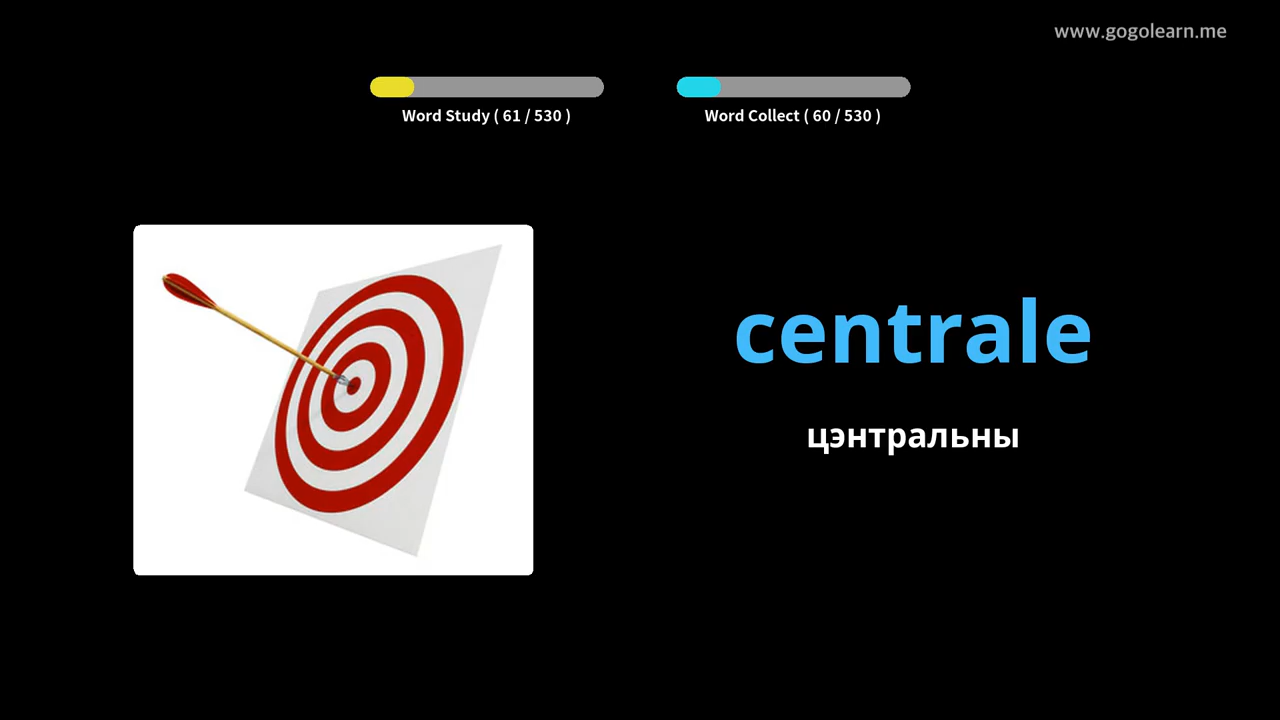 www.gogolearn.me
Word Study ( 61 / 530 )
Word Collect ( 60 / 530 )
centrale
цэнтральны